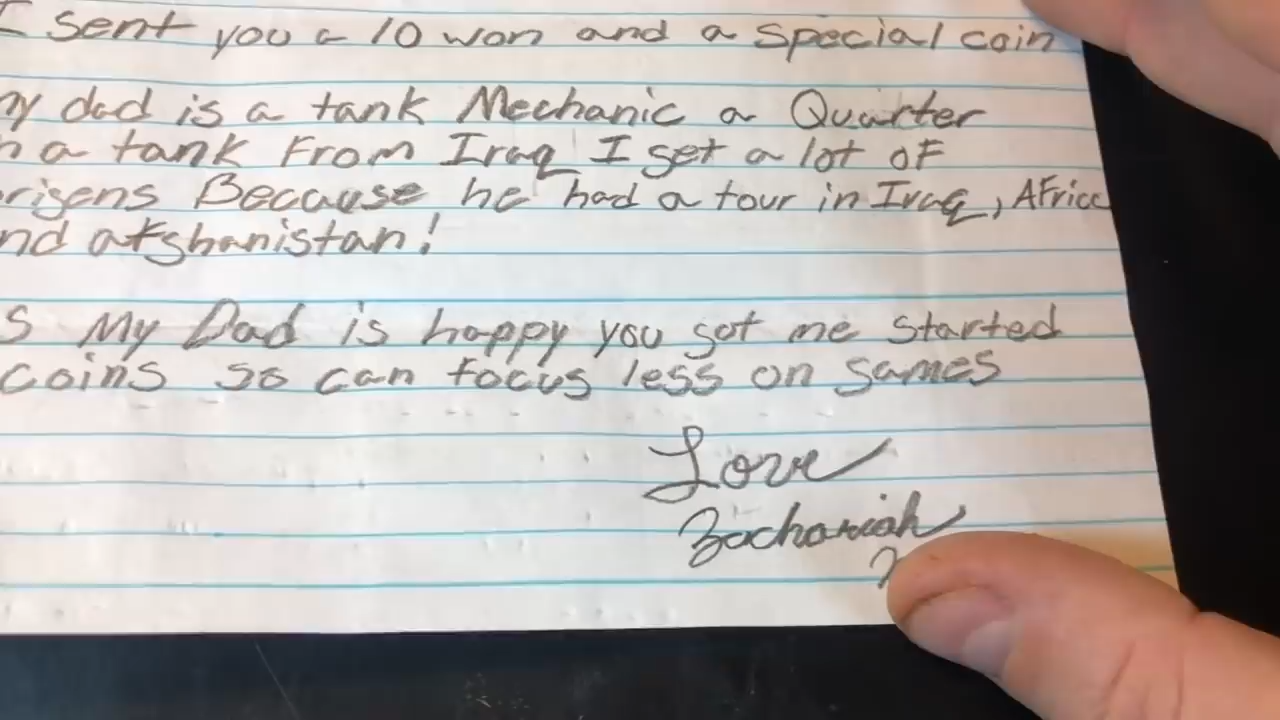 I sent you a 10 won and a special coin
my dad is a tank Mechanic a Quarter
a tank From Iraq I get a lot of
Because he had a tour in Iraq, Africa
nd afghanistan!
S My Dad is happy you got me started
coins so can focus less on games
Love
Zachariah